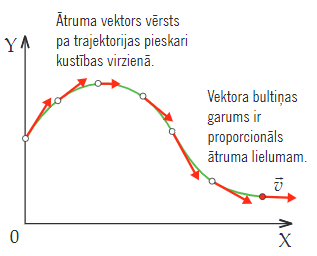 Ātruma vektors vērsts
pa trajektorijas pieskari
kustības virzienā.
Y
Vektora bultiņas
garums ir
proporcionāls
ātruma lielumam.
v⃗
0
X